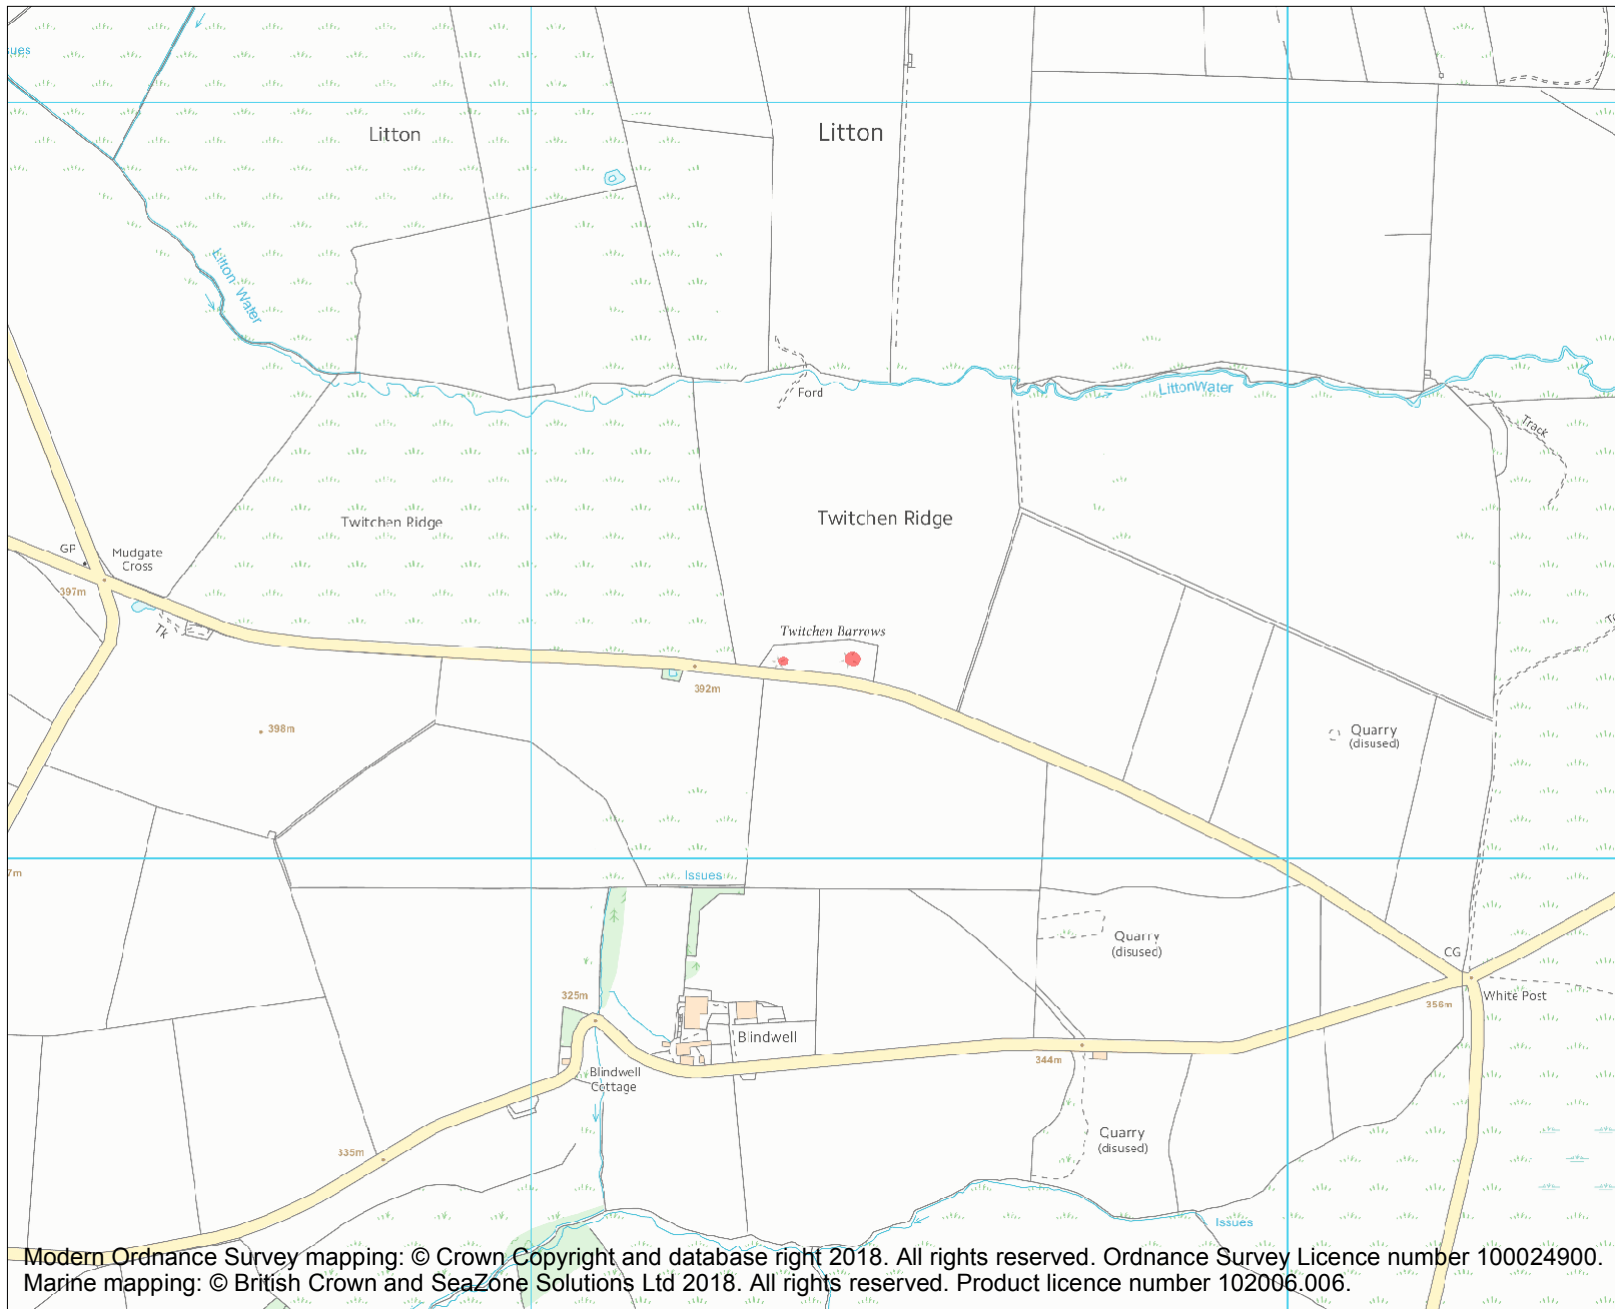 Litton
Litton
Litton Water
Ford
LittonWater
Track
Twitchen Ridge
Twitchen Ridge
GP
Mudgate
Cross
397m
Tk
Twitchen Barrows
392m
398m
Quarry
(disused)
7m
Issues
Quarry
(disused)
CG
White Post
325m
356m
Blindwell
344m
Blindwell
Cottage
Quarry
(disused)
335m
Issues
Modern Ordnance Survey mapping: © Crown Copyright and database right 2018. All rights reserved. Ordnance Survey Licence number 100024900.
Marine mapping: © British Crown and SeaZone Solutions Ltd 2018. All rights reserved. Product licence number 102006.006.